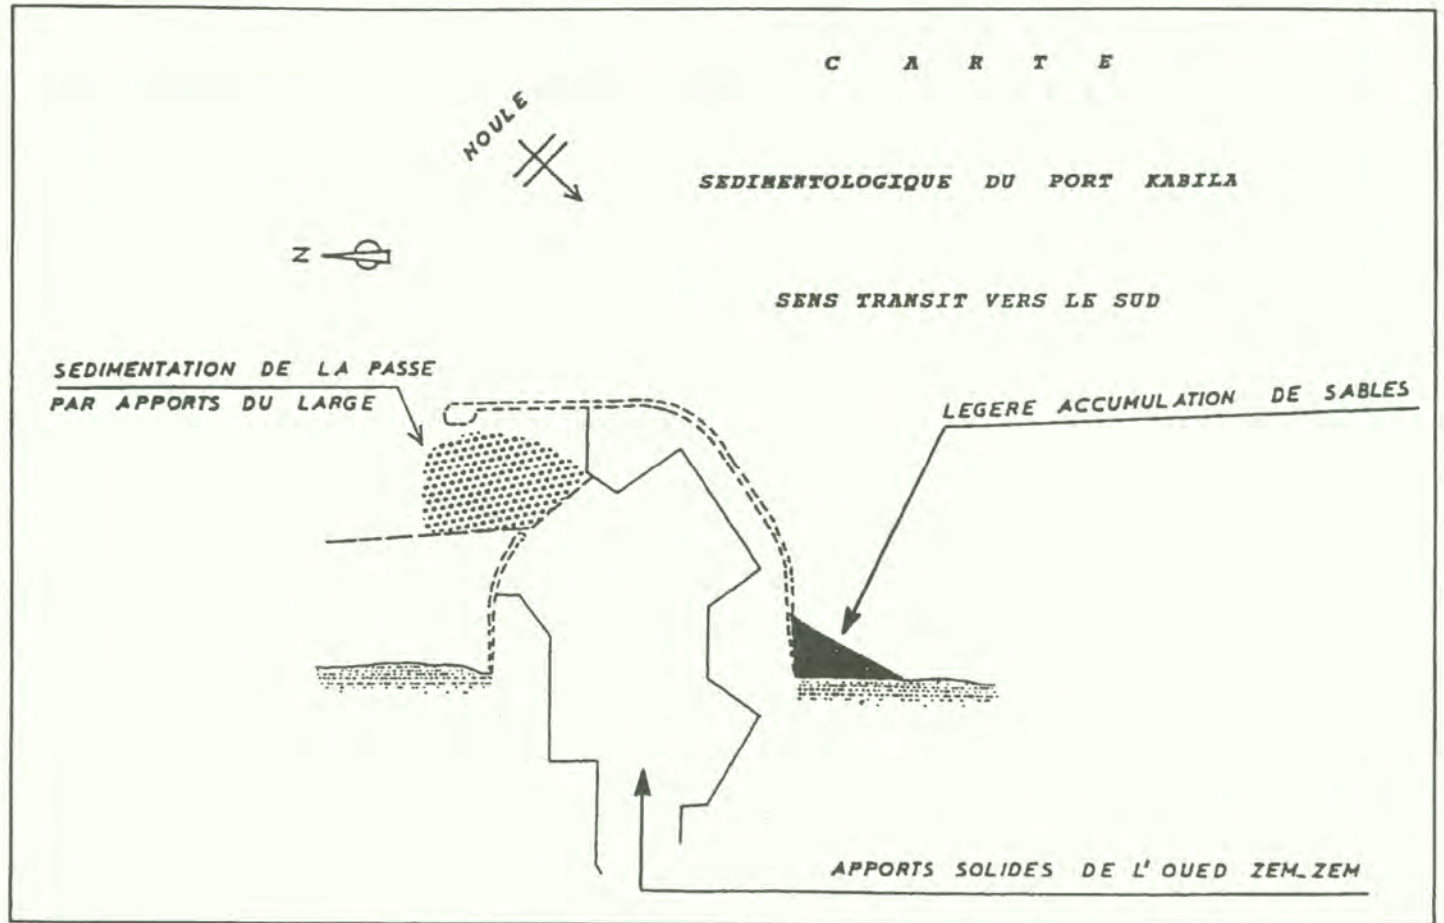 C A R T E
HOULE
SEDIMENTOLOGIQUE DU PORT KABILA
N
SENS TRANSIT VERS LE SUD
SEDIMENTATION DE LA PASSE
PAR APPORTS DU LARGE
LEGERE ACCUMULATION DE SABLES
APPORTS SOLIDES DE L'OUED ZEM_ZEM